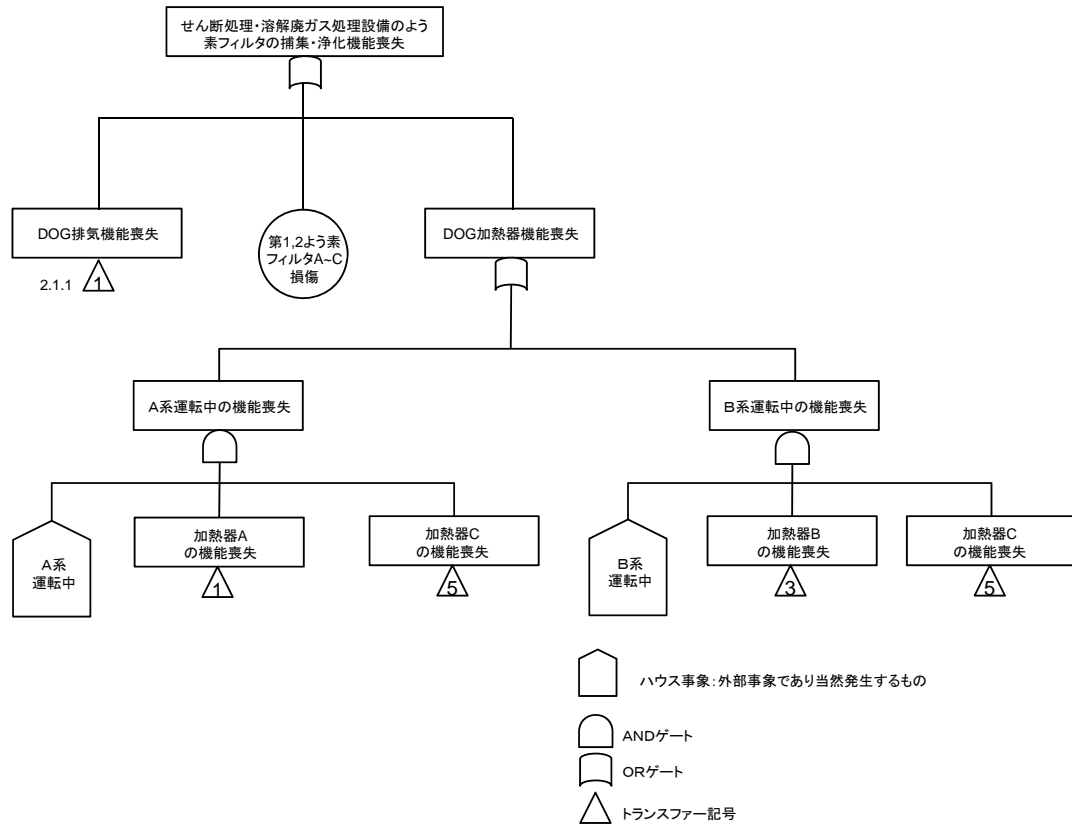 せん断処理・溶解廃ガス処理設備のよう
素フィルタの捕集・浄化機能喪失
DOG排気機能喪失
2.1.1
1
第1,2よう素
フィルタA~C
損傷
DOG加熱器機能喪失
A系運転中の機能喪失
B系運転中の機能喪失
A系
運転中
加熱器A
の機能喪失
1
加熱器C
の機能喪失
5
B系
運転中
加熱器B
の機能喪失
3
加熱器C
の機能喪失
5
ハウス事象：外部事象であり当然発生するもの
ANDゲート
ORゲート
トランスファー記号